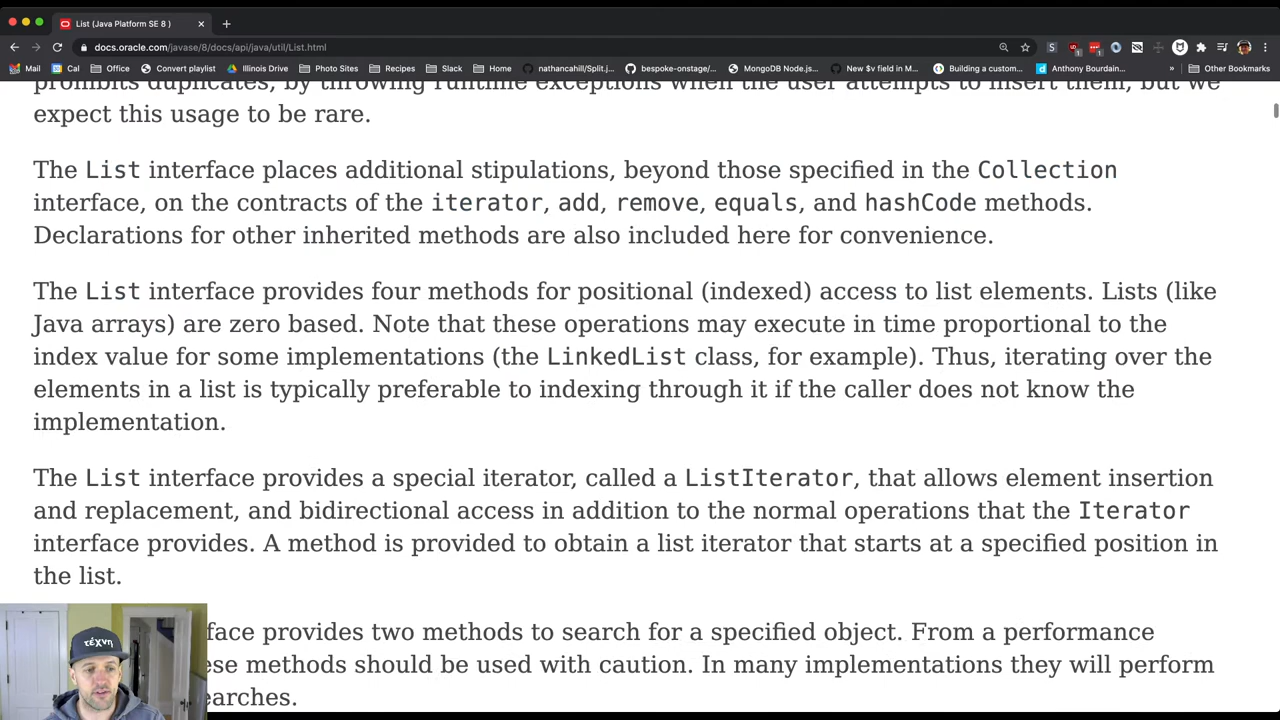 List (Java Platform SE 8 )
docs.oracle.com/javase/8/docs/api/java/util/List.html
Mail Cal Office Convert playlist Illinois Drive Photo Sites Recipes Slack Home nathancahill/Split.j... bespoke-onstage/... MongoDB Node.js... New $v field in M... Building a custom... Anthony Bourdain... » Other Bookmarks
prohibits duplicates, by throwing runtime exceptions when the user attempts to insert them, but we
expect this usage to be rare.
The List interface places additional stipulations, beyond those specified in the Collection
interface, on the contracts of the iterator, add, remove, equals, and hashCode methods.
Declarations for other inherited methods are also included here for convenience.
The List interface provides four methods for positional (indexed) access to list elements. Lists (like
Java arrays) are zero based. Note that these operations may execute in time proportional to the
index value for some implementations (the LinkedList class, for example). Thus, iterating over the
elements in a list is typically preferable to indexing through it if the caller does not know the
implementation.
The List interface provides a special iterator, called a ListIterator, that allows element insertion
and replacement, and bidirectional access in addition to the normal operations that the Iterator
interface provides. A method is provided to obtain a list iterator that starts at a specified position in
the list.
face provides two methods to search for a specified object. From a performance
ese methods should be used with caution. In many implementations they will perform
earches.
τέχνη